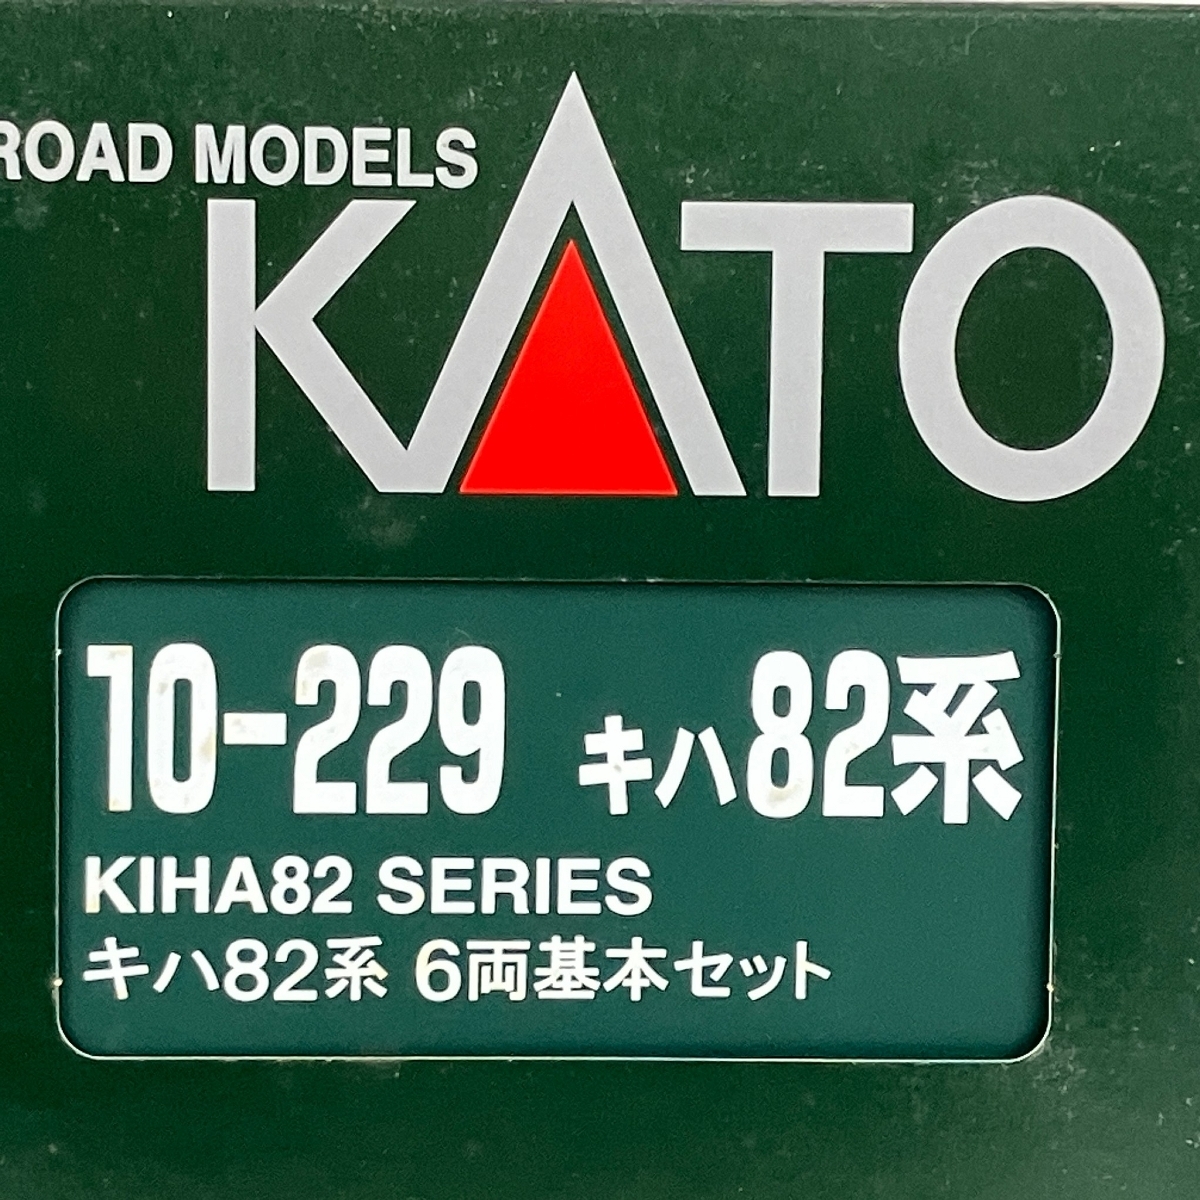 ROAD MODELS
KATO
10-229 キハ82系
KIHA82 SERIES
キハ82系 6両基本セット